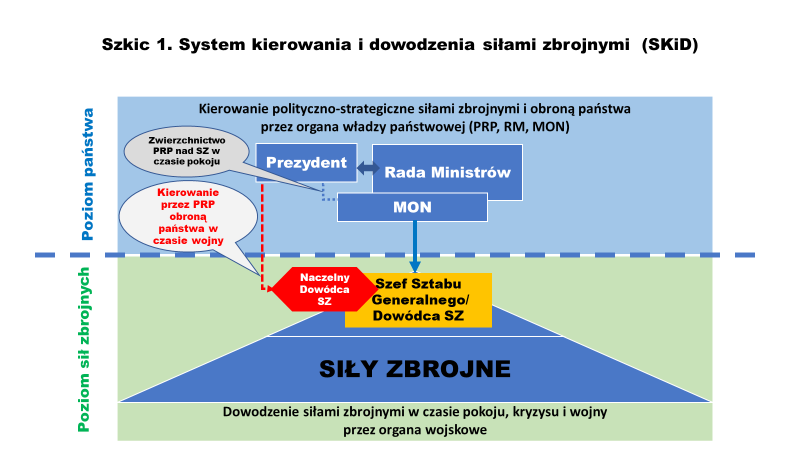 Szkic 1. System kierowania i dowodzenia siłami zbrojnymi (SKiD)
Poziom państwa
Kierowanie polityczno-strategiczne siłami zbrojnymi i obroną państwa
przez organa władzy państwowej (PRP, RM, MON)
Zwierzchnictwo
PRP nad SZ w
czasie pokoju
Prezydent
Rada Ministrów
MON
Kierowanie
przez PRP
obroną
państwa w
czasie wojny
Poziom sił zbrojnych
Naczelny
Dowódca
SZ
Szef Sztabu
Generalnego/
Dowódca SZ
SIŁY ZBROJNE
Dowodzenie siłami zbrojnymi w czasie pokoju, kryzysu i wojny
przez organa wojskowe